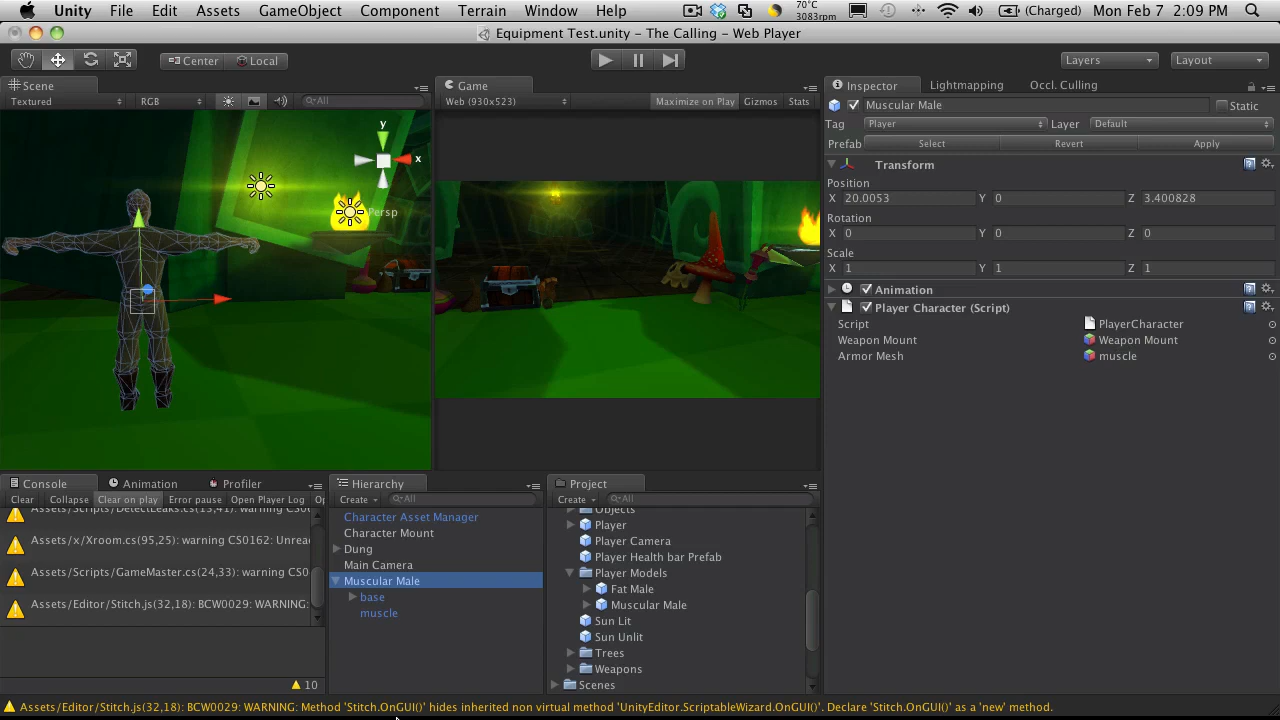 Unity File Edit Assets GameObject Component Terrain Window Help 70°C 3083rpm (Charged) Mon Feb 7 2:09 PM
Equipment Test.unity – The Calling – Web Player
Center Local Layers Layout
Scene Game Inspector Lightmapping Occl. Culling
Textured RGB All Web (930x523) Maximize on Play Gizmos Stats
Muscular Male Static
Tag Player Layer Default
Prefab Select Revert Apply
Transform
Position
X 20.0053 Y 0 Z 3.400828
Rotation
X 0 Y 0 Z 0
Scale
X 1 Y 1 Z 1
Animation
Player Character (Script)
Script PlayerCharacter
Weapon Mount Weapon Mount
Armor Mesh muscle
y
x
Persp
Console Animation Profiler
Clear Collapse Clear on play Error pause Open Player Log
Assets/x/Xroom.cs(95,25): warning CS0162: Unrea
Assets/Scripts/GameMaster.cs(24,33): warning CS0
Assets/Editor/Stitch.js(32,18): BCW0029: WARNING:
10
Hierarchy
Create All
Character Asset Manager
Character Mount
Dung
Main Camera
Muscular Male
base
muscle
Project
Create All
Objects
Player
Player Camera
Player Health bar Prefab
Player Models
Fat Male
Muscular Male
Sun Lit
Sun Unlit
Trees
Weapons
Scenes
Assets/Editor/Stitch.js(32,18): BCW0029: WARNING: Method 'Stitch.OnGUI()' hides inherited non virtual method 'UnityEditor.ScriptableWizard.OnGUI()'. Declare 'Stitch.OnGUI()' as a 'new' method.